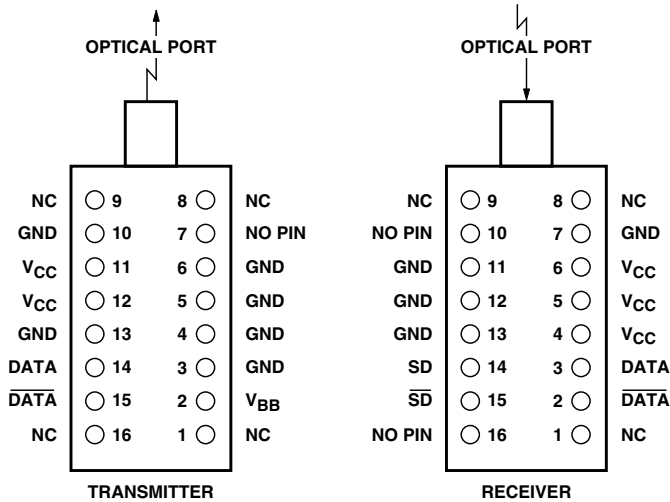 OPTICAL PORT OPTICAL PORT
NC 9 8 NC NC 9 8 NC
GND 10 7 NO PIN NO PIN 10 7 GND
VCC 11 6 GND GND 11 6 VCC
VCC 12 5 GND GND 12 5 VCC
GND 13 4 GND GND 13 4 VCC
DATA 14 3 GND SD 14 3 DATA
D̅A̅T̅A̅ 15 2 VBB S̅D̅ 15 2 D̅A̅T̅A̅
NC 16 1 NC NO PIN 16 1 NC
TRANSMITTER RECEIVER